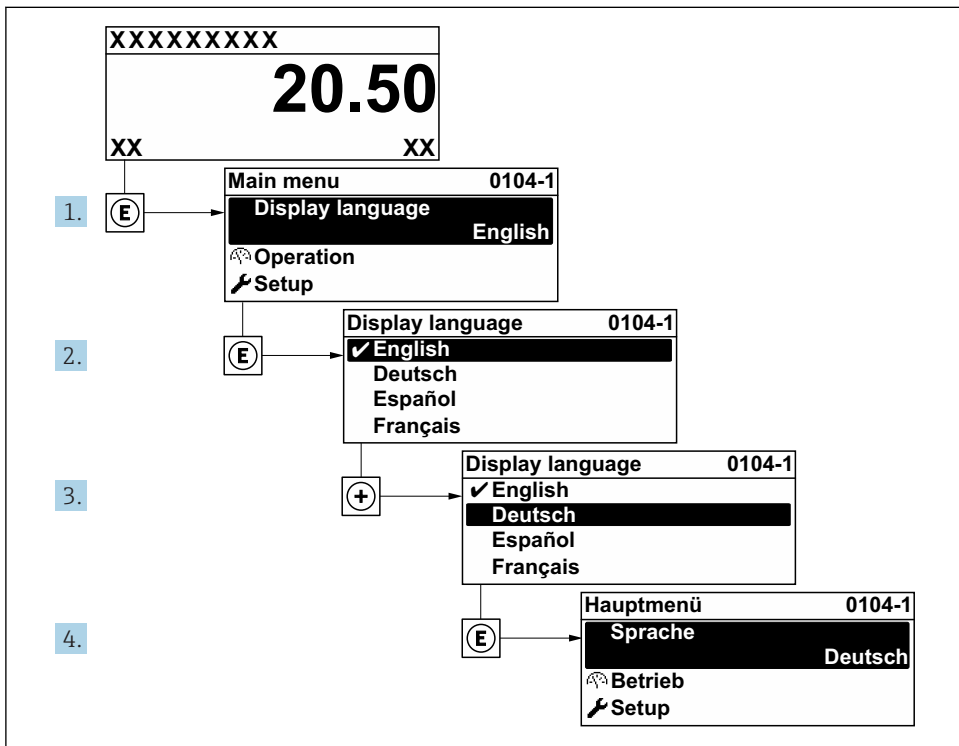 XXXXXXXXX
20.50
XX XX
1. E
Main menu 0104-1
Display language
English
Operation
Setup
2. E
Display language 0104-1
✔English
Deutsch
Español
Français
3. +
Display language 0104-1
✔English
Deutsch
Español
Français
4. E
Hauptmenü 0104-1
Sprache
Deutsch
Betrieb
Setup